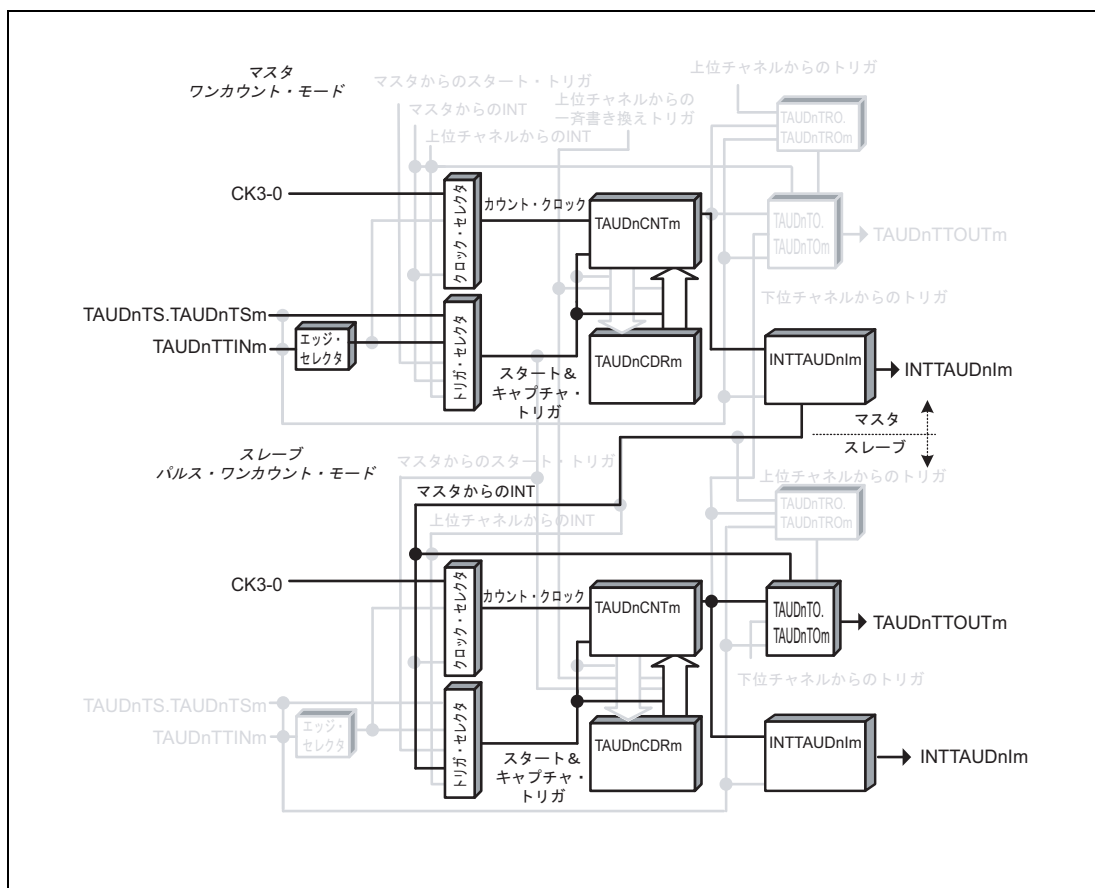 マスタ
ワンカウント・モード
マスタからのスタート・トリガ
マスタからのINT
上位チャネルからのINT
上位チャネルからの
一斉書き換えトリガ
上位チャネルからのトリガ
TAUDnTRO.
TAUDnTROm
CK3-0
クロック・セレクタ
カウント・クロック
TAUDnCNTm
TAUDnTO.
TAUDnTOm
TAUDnTTOUTm
下位チャネルからのトリガ
TAUDnTS.TAUDnTSm
TAUDnTTINm
エッジ・
セレクタ
トリガ・セレクタ
スタート&
キャプチャ・
トリガ
TAUDnCDRm
INTTAUDnIm
INTTAUDnIm
マスタ
スレーブ
スレーブ
パルス・ワンカウント・モード
マスタからのスタート・トリガ
マスタからのINT
上位チャネルからのINT
上位チャネルからのトリガ
TAUDnTRO.
TAUDnTROm
CK3-0
クロック・セレクタ
カウント・クロック
TAUDnCNTm
TAUDnTO.
TAUDnTOm
TAUDnTTOUTm
下位チャネルからのトリガ
TAUDnTS.TAUDnTSm
TAUDnTTINm
エッジ・
セレクタ
トリガ・セレクタ
スタート&
キャプチャ・
トリガ
TAUDnCDRm
INTTAUDnIm
INTTAUDnIm